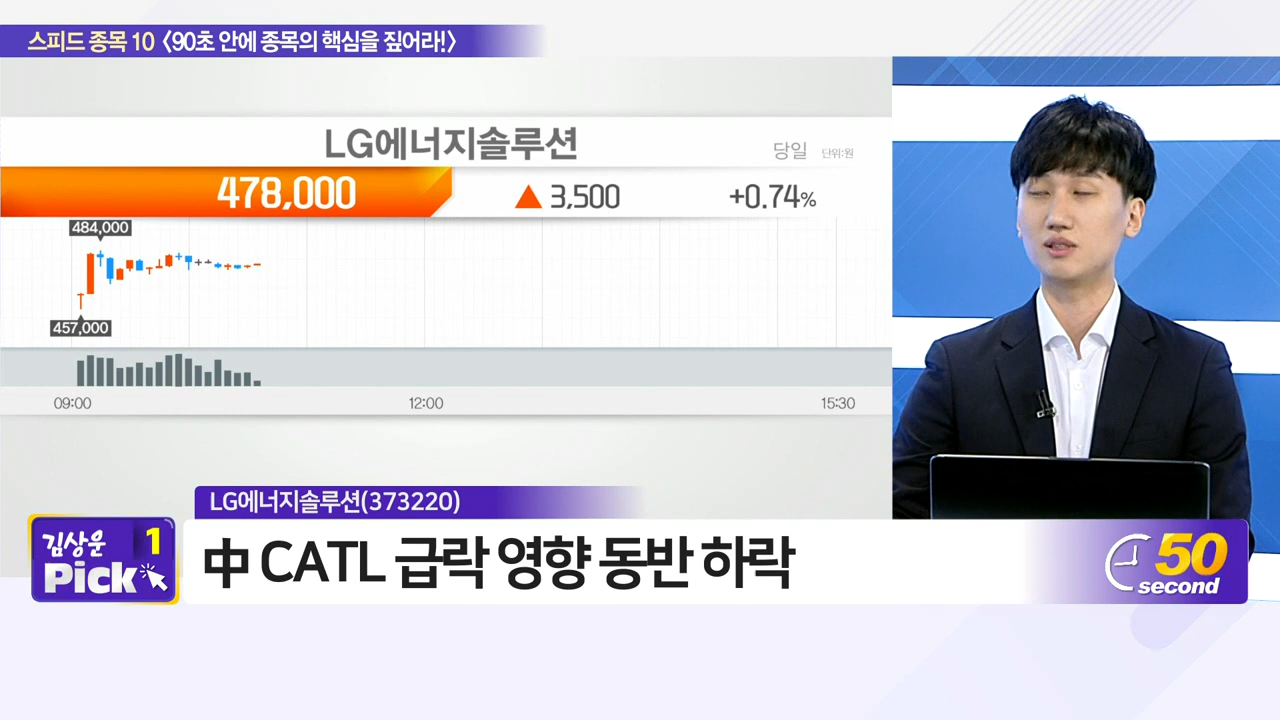 스피드 종목 10 〈90초 안에 종목의 핵심을 짚어라!〉
LG에너지솔루션
당일 단위:원
478,000 ▲ 3,500 +0.74%
484,000
457,000
09:00 12:00 15:30
LG에너지솔루션(373220)
김상운 1
Pick
中 CATL 급락 영향 동반 하락
50
second